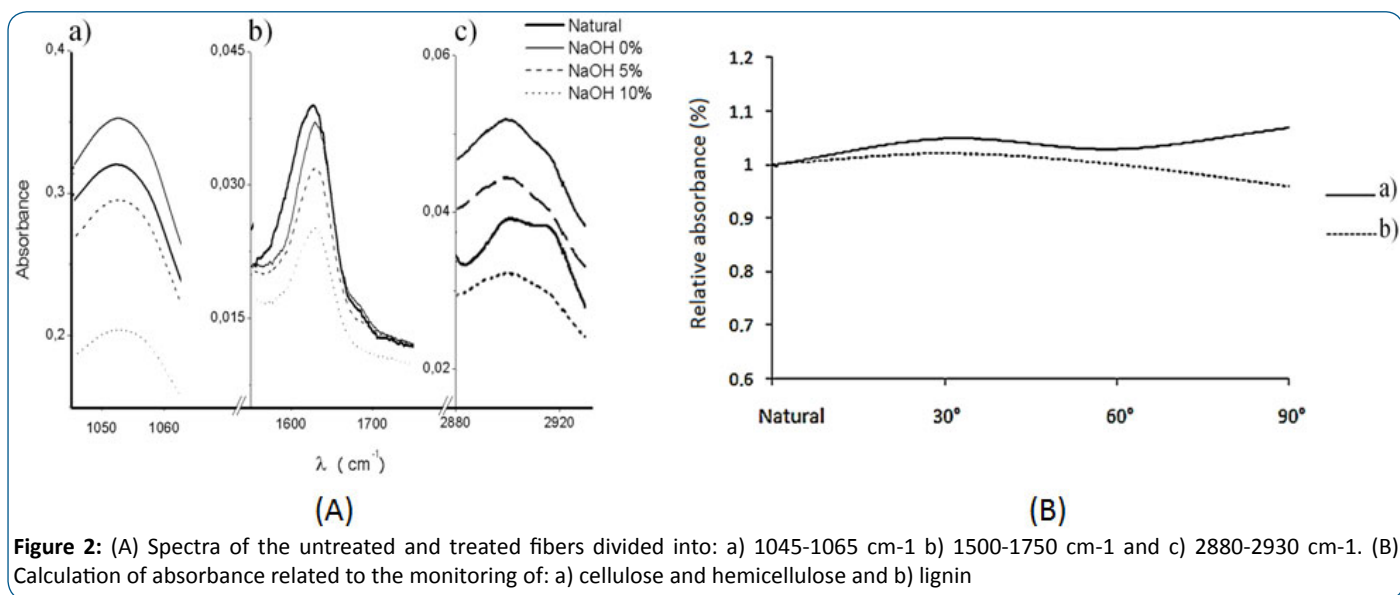 a)
b)
c)
Natural
NaOH 0%
NaOH 5%
NaOH 10%
0,4
0,3
0,2
Absorbance
0,045
0,030
0,015
0,06
0,04
0,02
1050
1060
1600
1700
2880
2920
λ ( cm-1)
(A)
1.2
1.1
1
0.9
0.8
0.7
0.6
Relative absorbance (%)
Natural
30°
60°
90°
a)
b)
(B)
Figure 2: (A) Spectra of the untreated and treated fibers divided into: a) 1045-1065 cm-1 b) 1500-1750 cm-1 and c) 2880-2930 cm-1. (B)
Calculation of absorbance related to the monitoring of: a) cellulose and hemicellulose and b) lignin